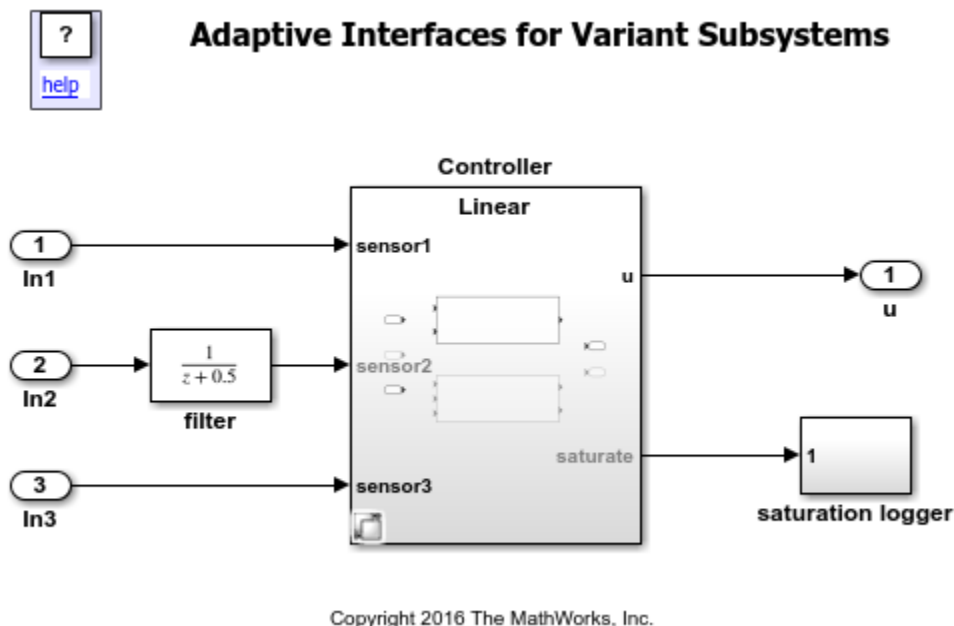 ?
help
Adaptive Interfaces for Variant Subsystems
Controller
Linear
1
In1
sensor1
u
1
u
2
In2
1
z + 0.5
filter
sensor2
saturate
1
saturation logger
3
In3
sensor3
Copyright 2016 The MathWorks, Inc.